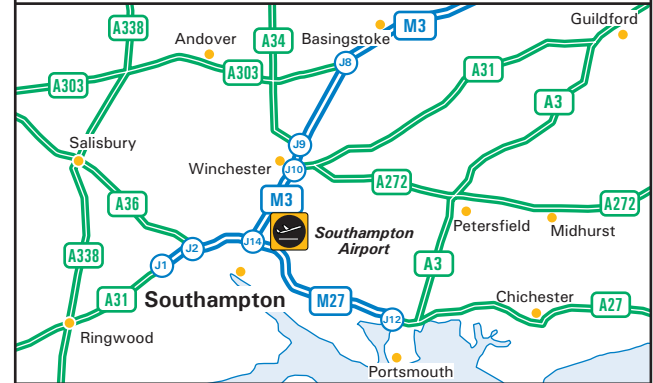 A338
Guildford
A34
Basingstoke
M3
Andover
J8
A303
A303
A31
A3
J9
Salisbury
Winchester
J10
A272
M3
A272
A36
Petersfield
Midhurst
J14
Southampton
Airport
J2
A338
J1
A3
A31
Southampton
M27
Chichester
A27
J12
Ringwood
Portsmouth